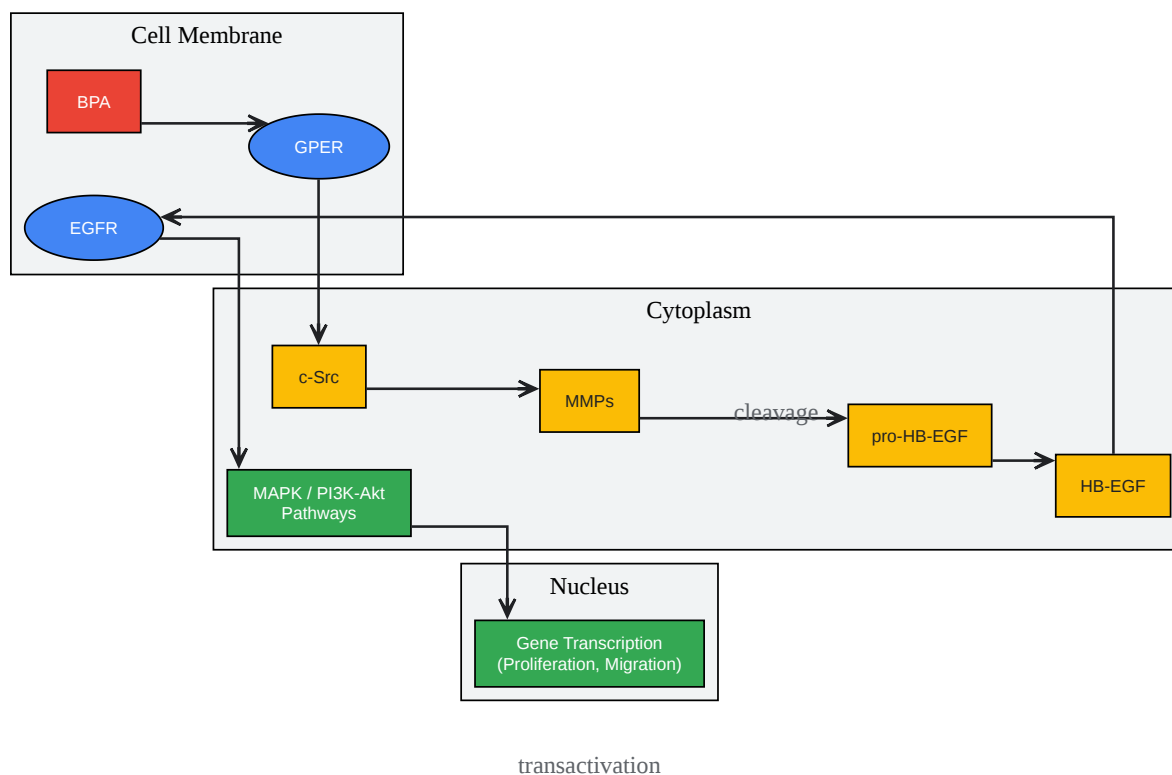 Cell Membrane
BPA
GPER
EGFR
Cytoplasm
c-Src
MMPs
cleavage
pro-HB-EGF
HB-EGF
MAPK / PI3K-Akt
Pathways
Nucleus
Gene Transcription
(Proliferation, Migration)
transactivation